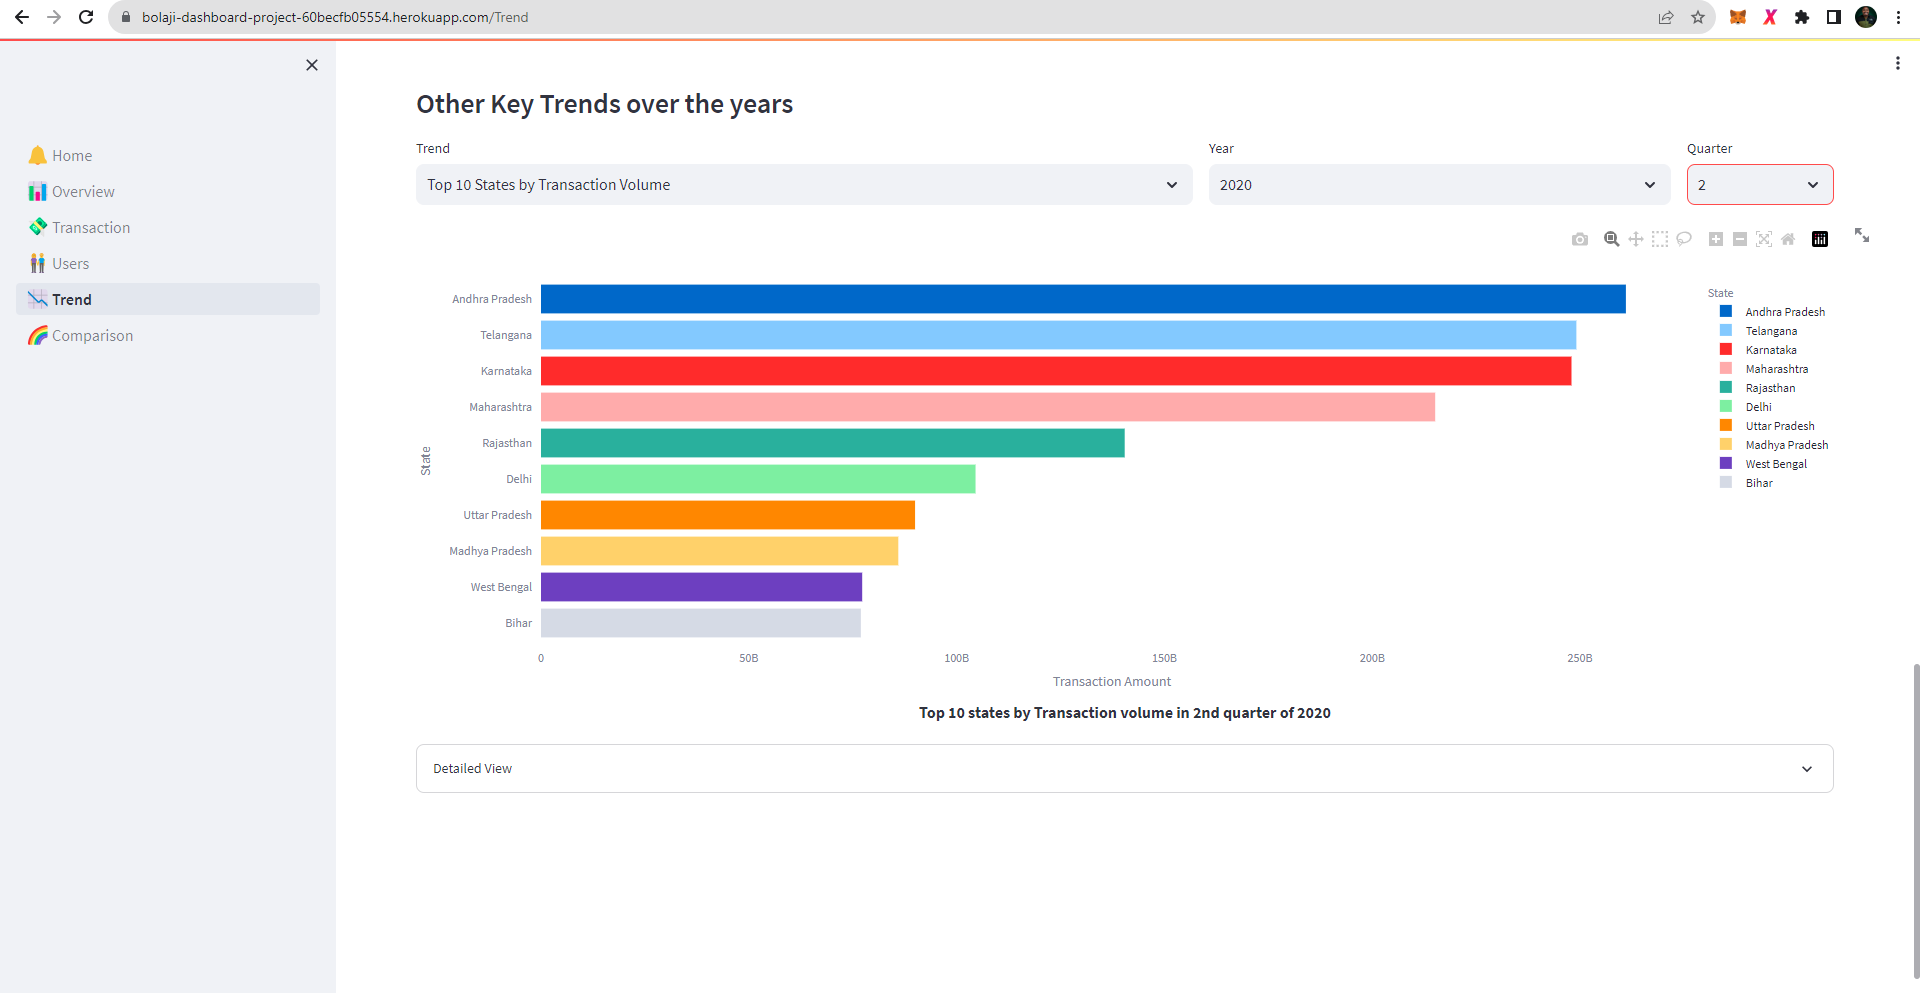 bolaji-dashboard-project-60becfb05554.herokuapp.com/Trend
Home
Overview
Transaction
Users
Trend
Comparison
Other Key Trends over the years
Trend
Year
Quarter
Top 10 States by Transaction Volume
2020
2
State
Andhra Pradesh
Telangana
Karnataka
Maharashtra
Rajasthan
Delhi
Uttar Pradesh
Madhya Pradesh
West Bengal
Bihar
0 50B 100B 150B 200B 250B
Transaction Amount
State
Andhra Pradesh
Telangana
Karnataka
Maharashtra
Rajasthan
Delhi
Uttar Pradesh
Madhya Pradesh
West Bengal
Bihar
Top 10 states by Transaction volume in 2nd quarter of 2020
Detailed View